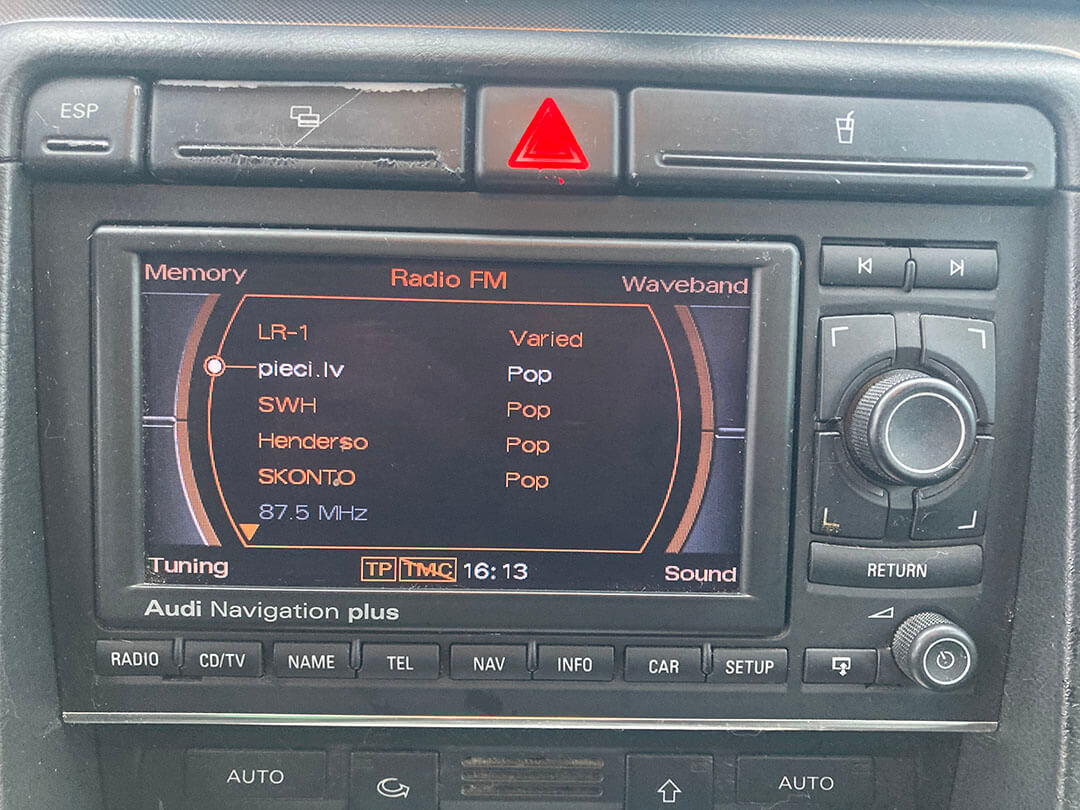 ESP
Memory Radio FM Waveband
LR-1 Varied
pieci.lv Pop
SWH Pop
Henderso Pop
SKONTO Pop
87.5 MHz
Tuning TP TMC 16:13 Sound
RETURN
Audi Navigation plus
RADIO CD/TV NAME TEL NAV INFO CAR SETUP
AUTO AUTO